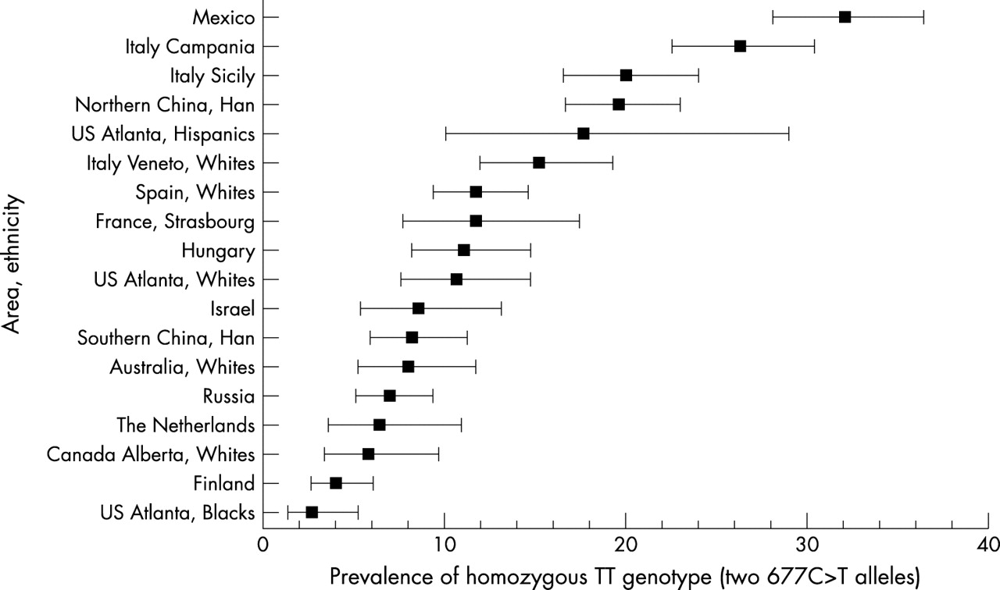 Mexico
Italy Campania
Italy Sicily
Northern China, Han
US Atlanta, Hispanics
Italy Veneto, Whites
Spain, Whites
France, Strasbourg
Hungary
US Atlanta, Whites
Israel
Southern China, Han
Australia, Whites
Russia
The Netherlands
Canada Alberta, Whites
Finland
US Atlanta, Blacks
Area, ethnicity
0 10 20 30 40
Prevalence of homozygous TT genotype (two 677C>T alleles)